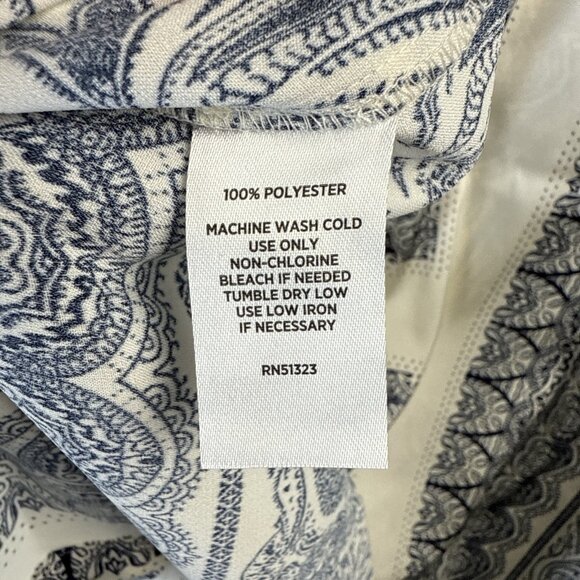 100% POLYESTER
MACHINE WASH COLD
USE ONLY
NON-CHLORINE
BLEACH IF NEEDED
TUMBLE DRY LOW
USE LOW IRON
IF NECESSARY
RN51323